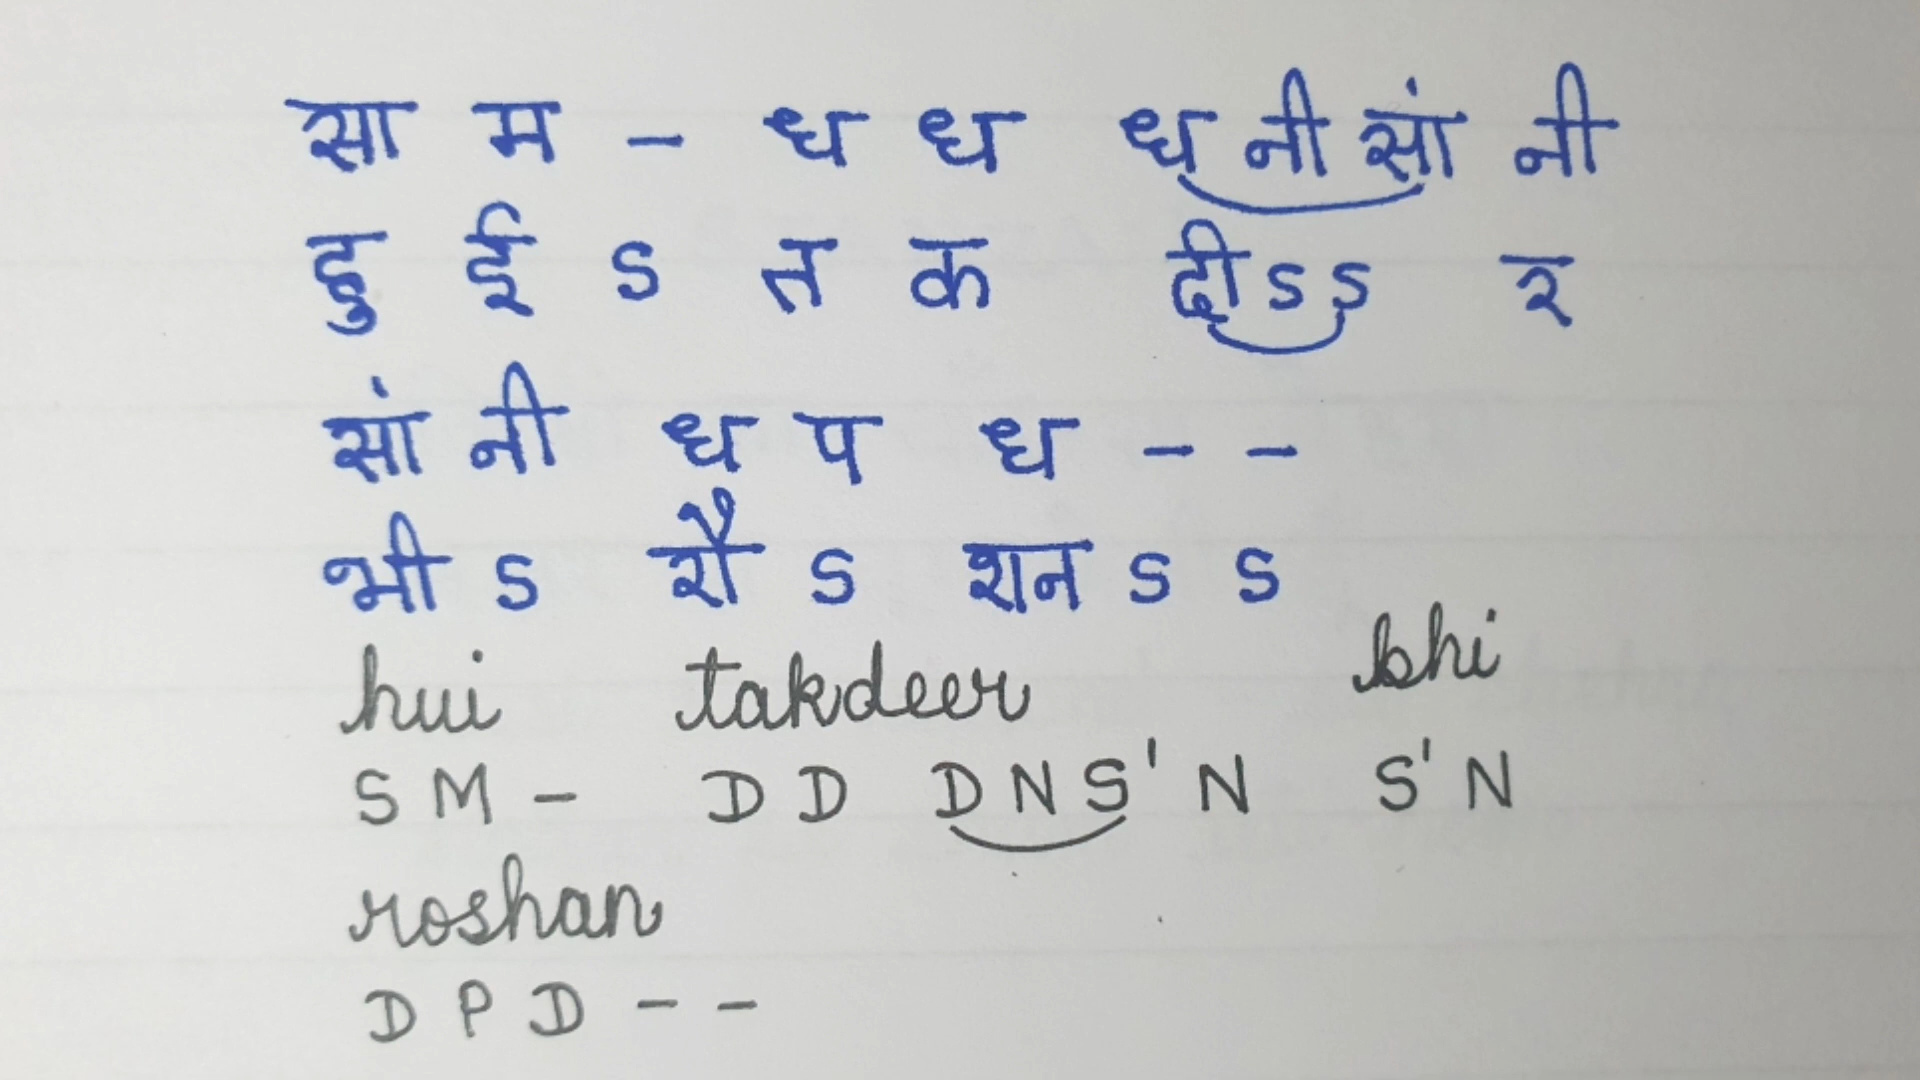 सा म - ध ध ध नी सां नी
हु ई ऽ त क दी ऽ ऽ र
सां नी ध प ध - -
भी ऽ रौ ऽ शन ऽ ऽ
hui takdeer bhi
S M - D D D N S' N S' N
roshan
D P D - -